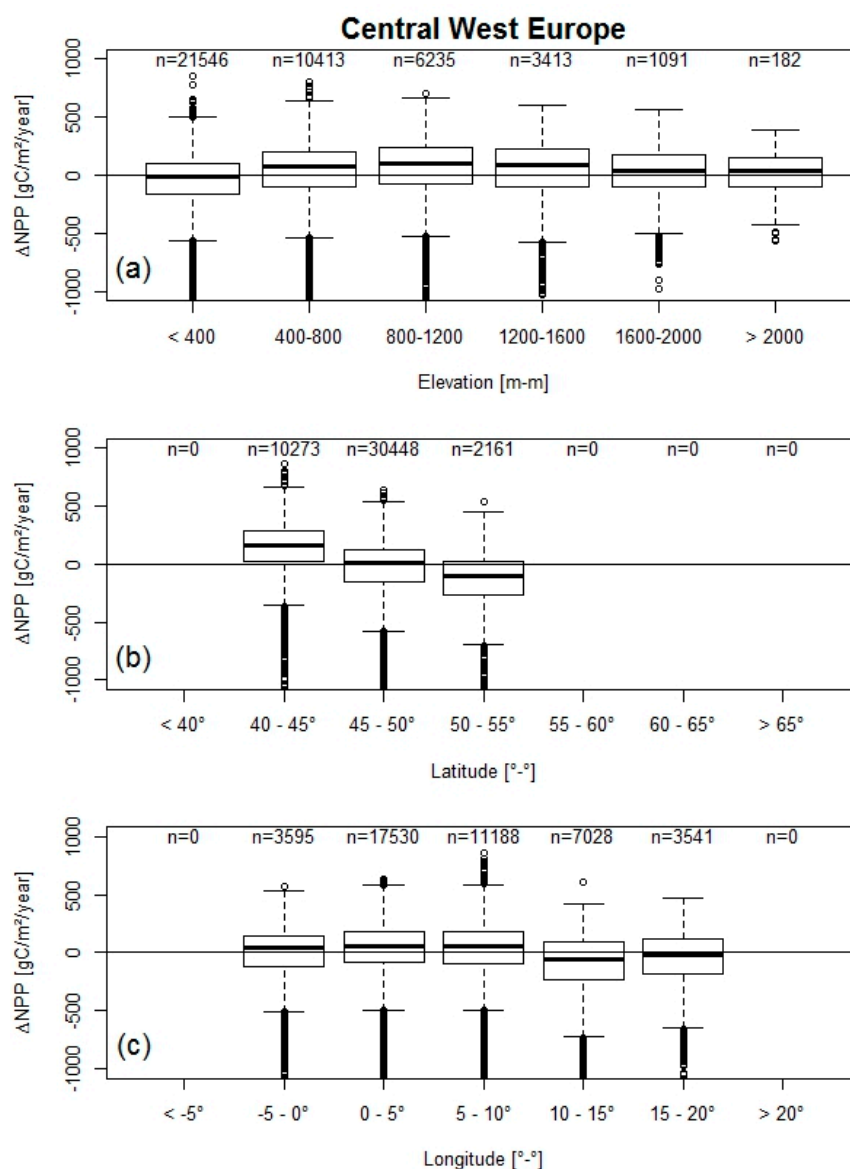 Central West Europe
n=21546 n=10413 n=6235 n=3413 n=1091 n=182
1000
500
0
-500
-1000
ΔNPP [gC/m²/year]
(a)
< 400 400-800 800-1200 1200-1600 1600-2000 > 2000
Elevation [m-m]
n=0 n=10273 n=30448 n=2161 n=0 n=0 n=0
1000
500
0
-500
-1000
ΔNPP [gC/m²/year]
(b)
< 40° 40 - 45° 45 - 50° 50 - 55° 55 - 60° 60 - 65° > 65°
Latitude [°-°]
n=0 n=3595 n=17530 n=11188 n=7028 n=3541 n=0
1000
500
0
-500
-1000
ΔNPP [gC/m²/year]
(c)
< -5° -5 - 0° 0 - 5° 5 - 10° 10 - 15° 15 - 20° > 20°
Longitude [°-°]